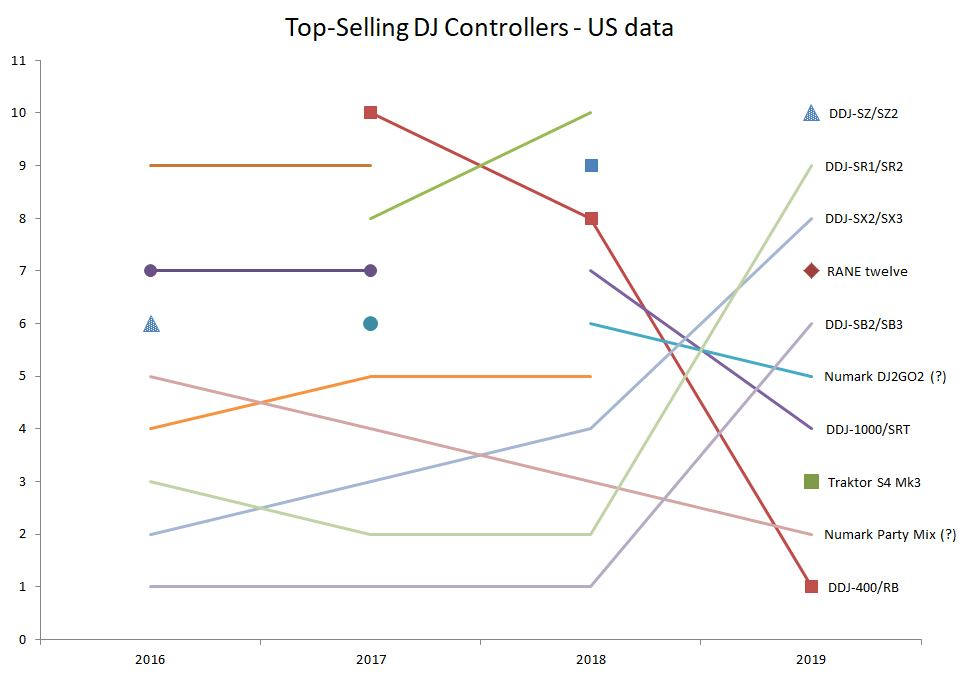 Top-Selling DJ Controllers - US data
11
10
DDJ-SZ/SZ2
9
DDJ-SR1/SR2
8
DDJ-SX2/SX3
7
RANE twelve
6
DDJ-SB2/SB3
5
Numark DJ2GO2 (?)
4
DDJ-1000/SRT
3
Traktor S4 Mk3
2
Numark Party Mix (?)
1
DDJ-400/RB
0
2016
2017
2018
2019